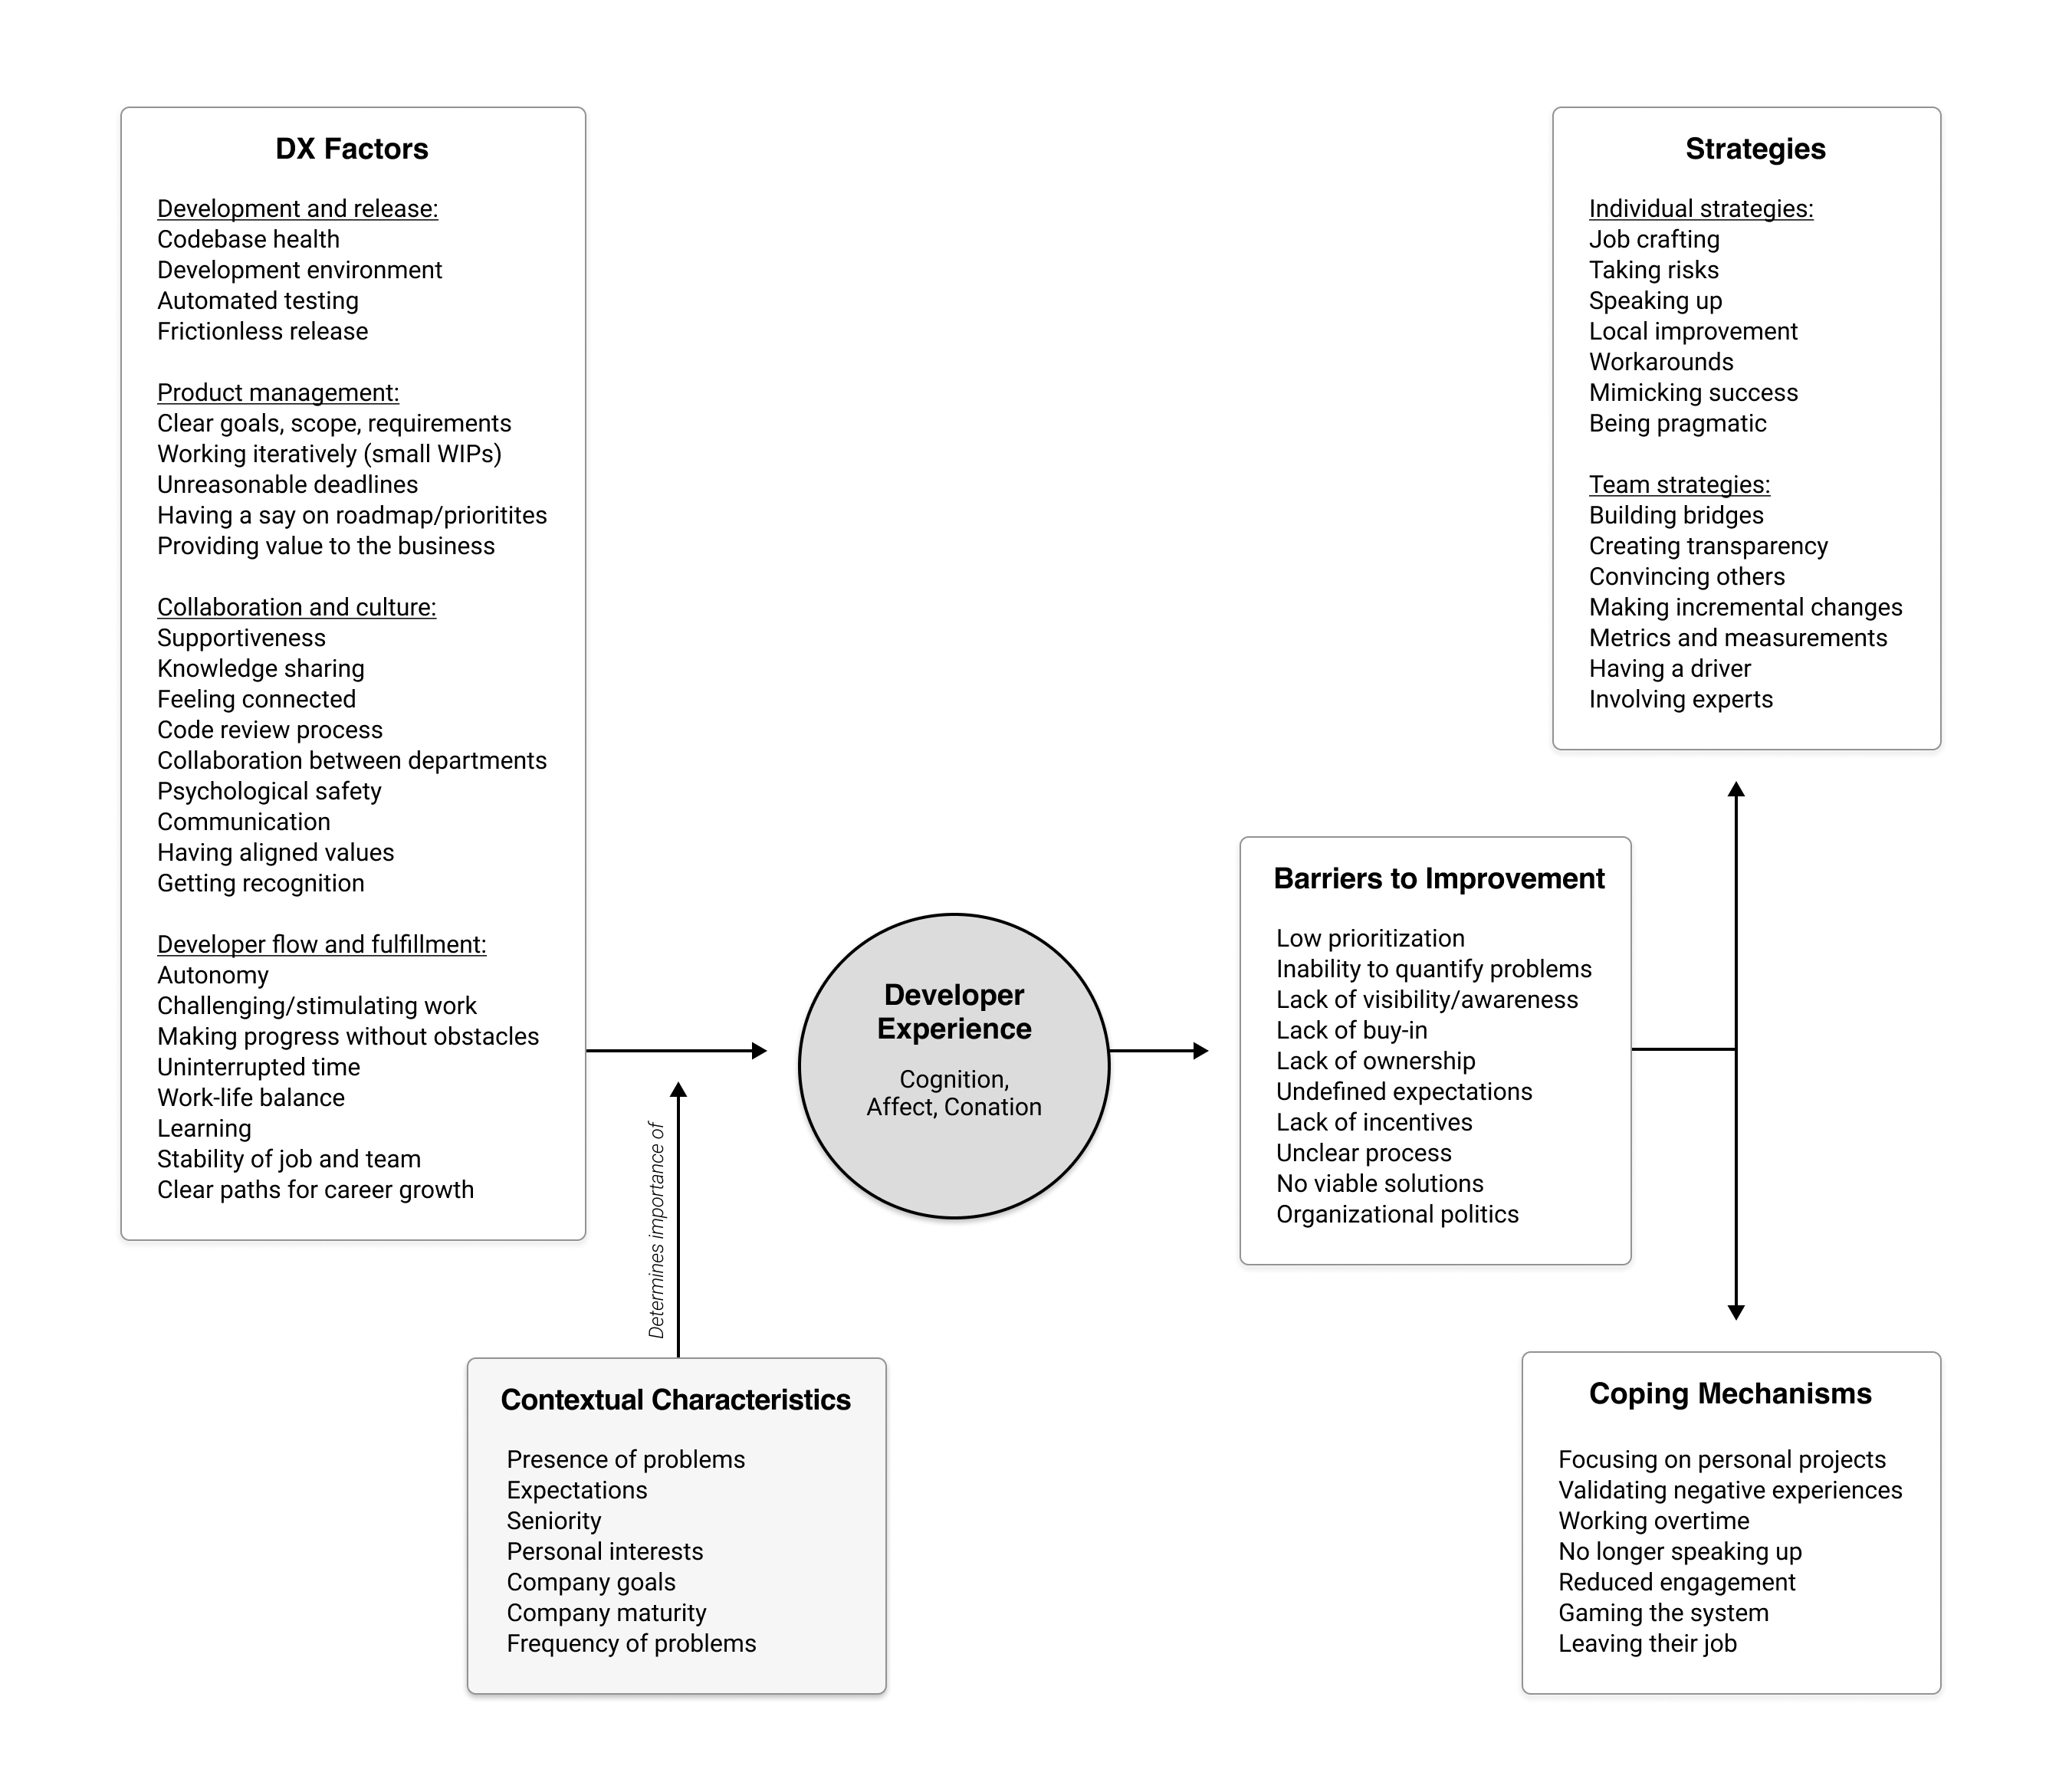 DX Factors
Development and release:
Codebase health
Development environment
Automated testing
Frictionless release
Product management:
Clear goals, scope, requirements
Working iteratively (small WIPs)
Unreasonable deadlines
Having a say on roadmap/prioritites
Providing value to the business
Collaboration and culture:
Supportiveness
Knowledge sharing
Feeling connected
Code review process
Collaboration between departments
Psychological safety
Communication
Having aligned values
Getting recognition
Developer flow and fulfillment:
Autonomy
Challenging/stimulating work
Making progress without obstacles
Uninterrupted time
Work-life balance
Learning
Stability of job and team
Clear paths for career growth
Determines importance of
Contextual Characteristics
Presence of problems
Expectations
Seniority
Personal interests
Company goals
Company maturity
Frequency of problems
Developer
Experience
Cognition,
Affect, Conation
Barriers to Improvement
Low prioritization
Inability to quantify problems
Lack of visibility/awareness
Lack of buy-in
Lack of ownership
Undefined expectations
Lack of incentives
Unclear process
No viable solutions
Organizational politics
Strategies
Individual strategies:
Job crafting
Taking risks
Speaking up
Local improvement
Workarounds
Mimicking success
Being pragmatic
Team strategies:
Building bridges
Creating transparency
Convincing others
Making incremental changes
Metrics and measurements
Having a driver
Involving experts
Coping Mechanisms
Focusing on personal projects
Validating negative experiences
Working overtime
No longer speaking up
Reduced engagement
Gaming the system
Leaving their job